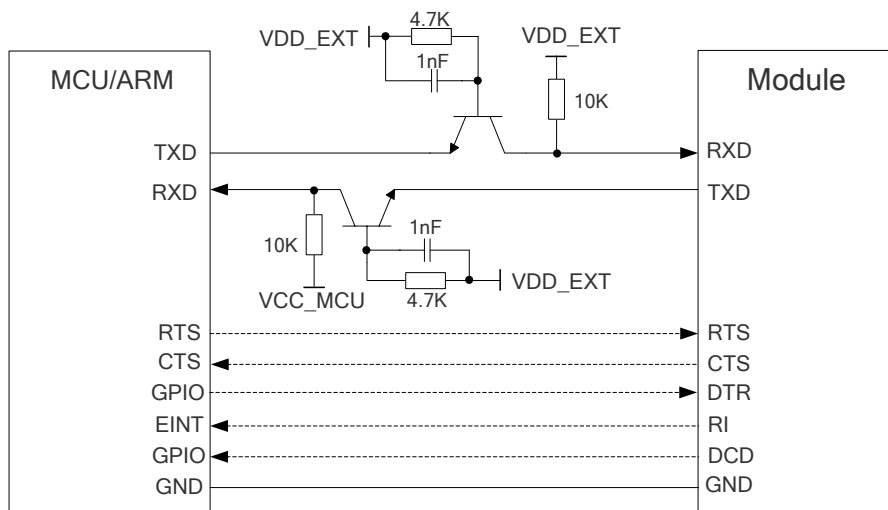 MCU/ARM
Module
VDD_EXT
4.7K
1nF
VDD_EXT
10K
TXD
RXD
RXD
TXD
10K
VCC_MCU
1nF
4.7K
VDD_EXT
RTS
RTS
CTS
CTS
GPIO
DTR
EINT
RI
GPIO
DCD
GND
GND